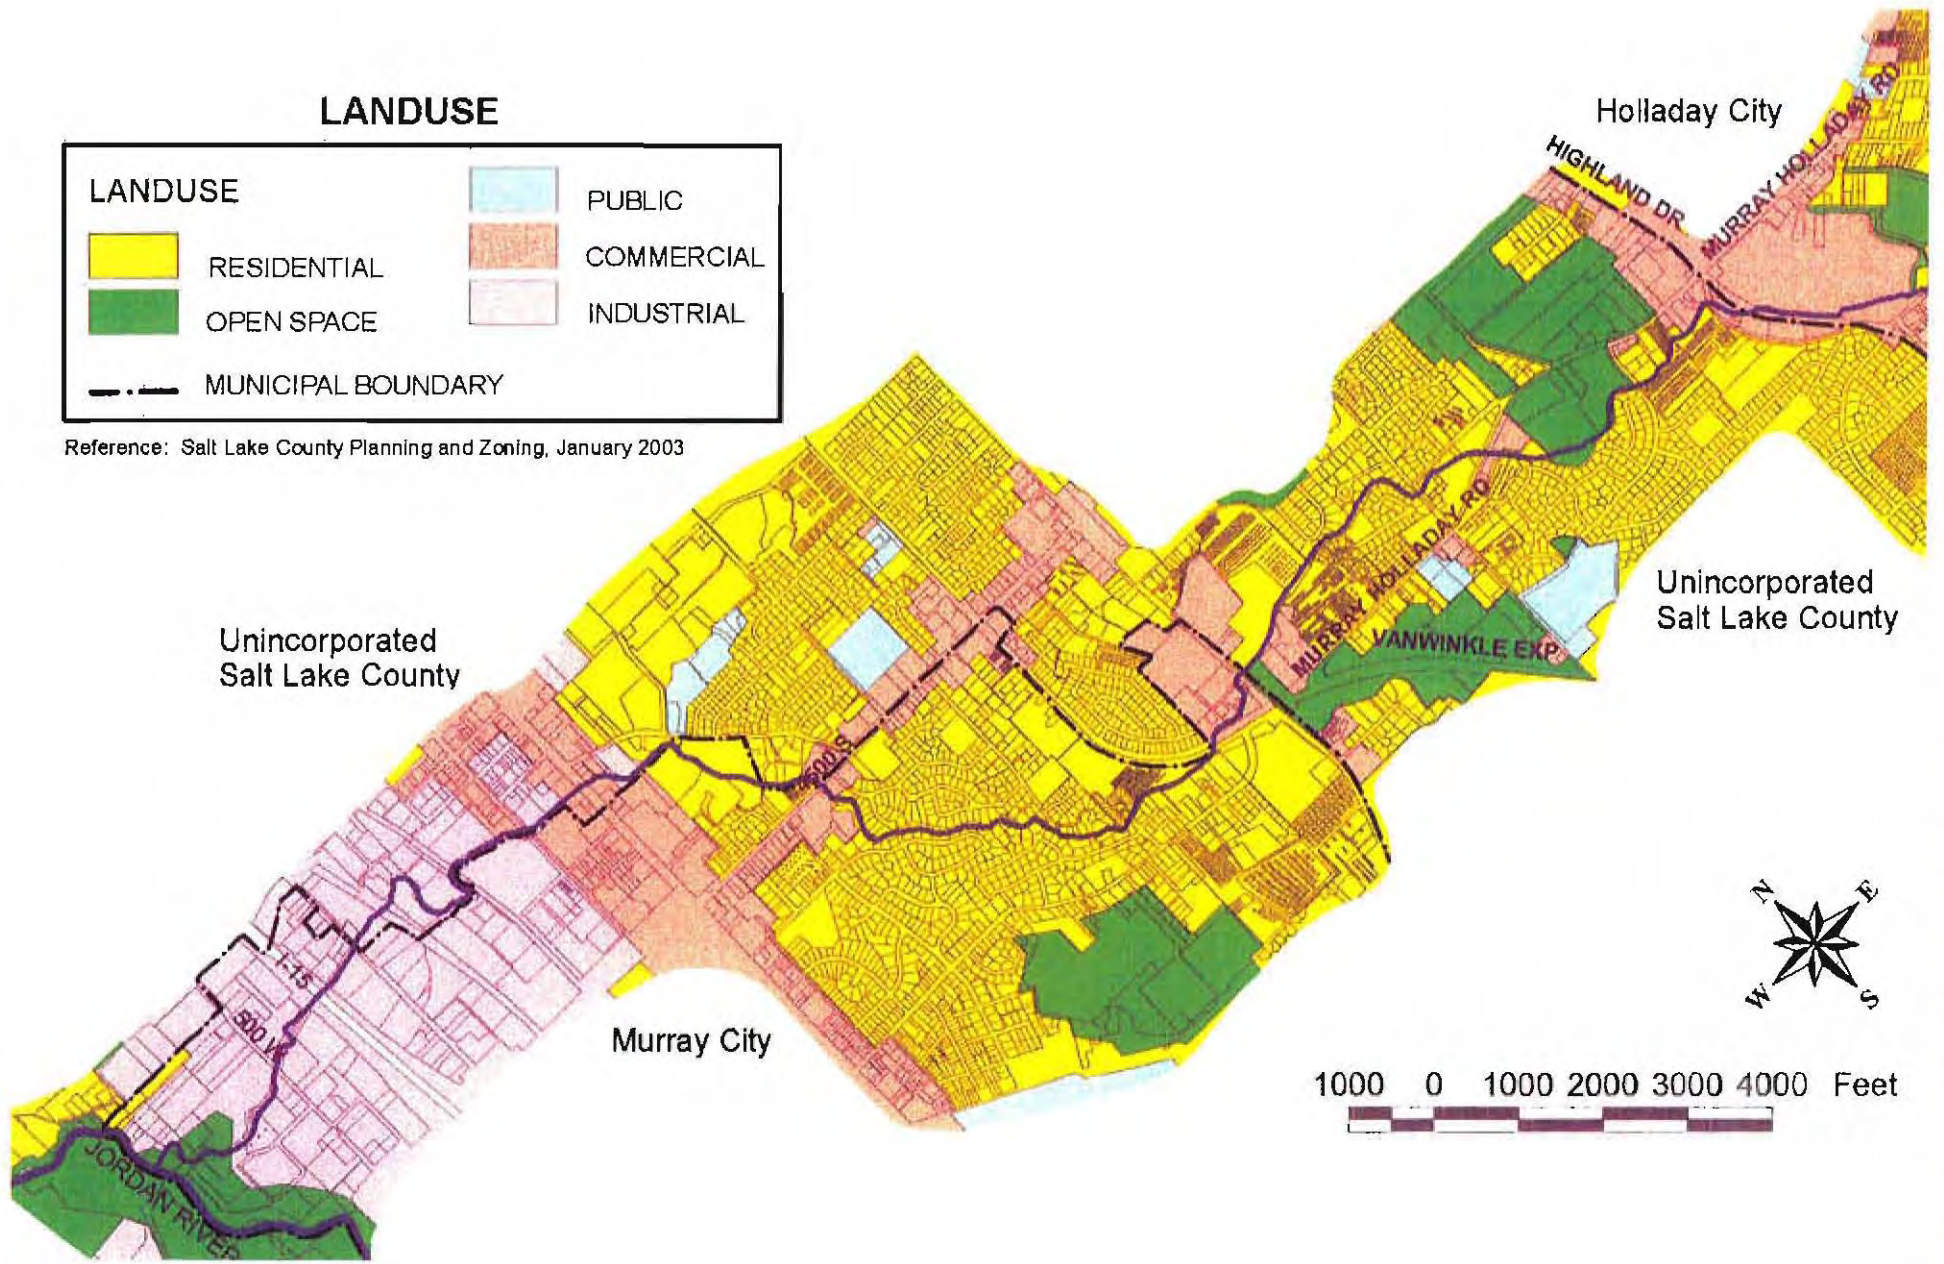 LANDUSE
LANDUSE
RESIDENTIAL
OPEN SPACE
MUNICIPAL BOUNDARY
PUBLIC
COMMERCIAL
INDUSTRIAL
Reference: Salt Lake County Planning and Zoning, January 2003
Holladay City
HIGHLAND DR
MURRAY HOLLADAY RD
MURRAY HOLLADAY RD
VANWINKLE EXP
Unincorporated
Salt Lake County
Unincorporated
Salt Lake County
I-15
500 W
Murray City
JORDAN RIVER
N
E
W
S
1000 0 1000 2000 3000 4000 Feet